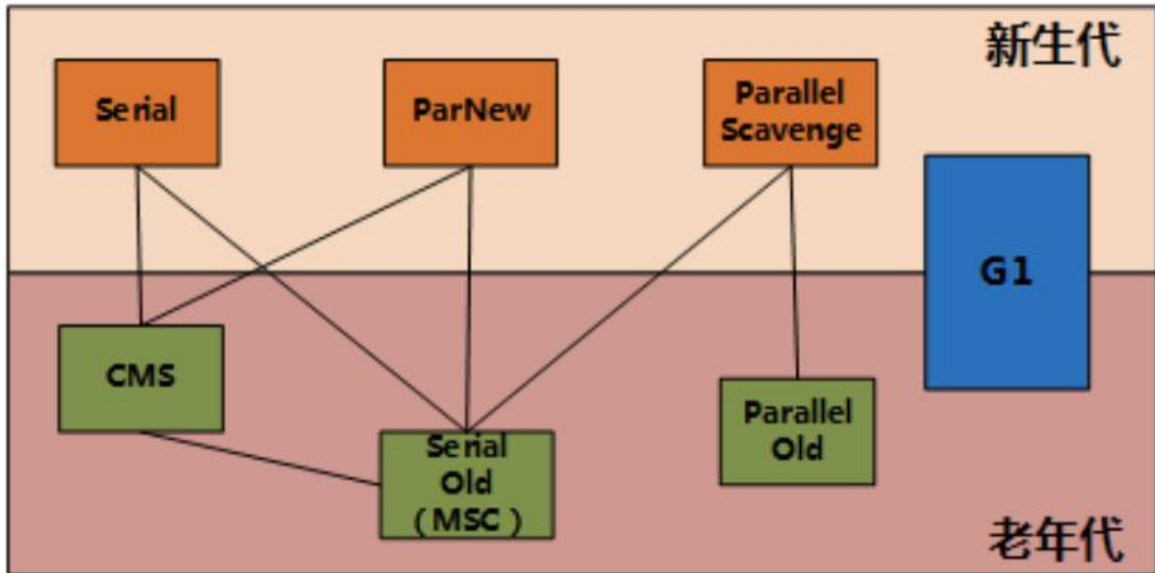 新生代
Serial
ParNew
Parallel
Scavenge
G1
CMS
Parallel
Old
Serial
Old
（MSC）
老年代